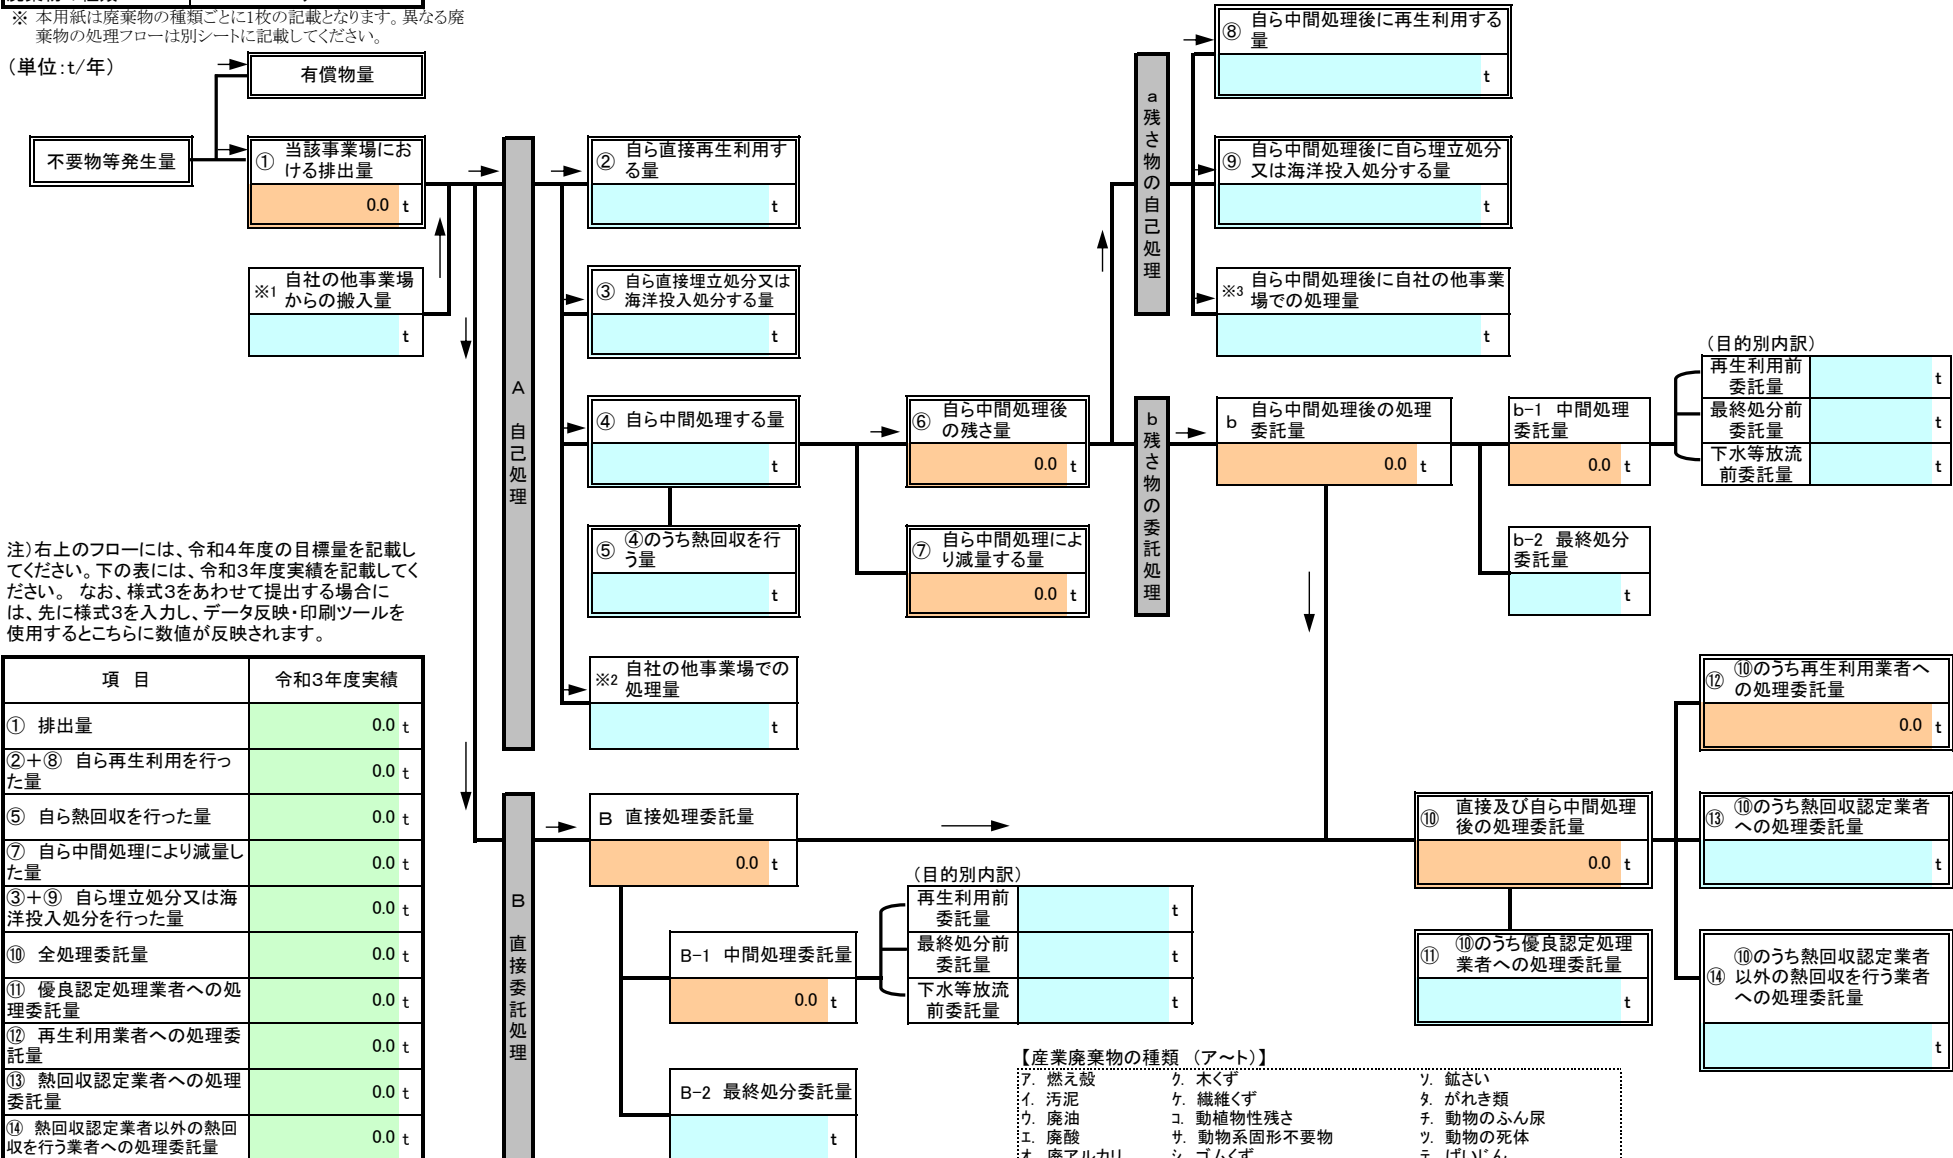 ※ 本用紙は廃棄物の種類ごとに1枚の記載となります。異なる廃
棄物の処理フローは別シートに記載してください。
（単位：t/年）
有償物量
不要物等発生量
① 当該事業場にお
ける排出量
0.0 t
※1 自社の他事業場
からの搬入量
t
A 自己処理
② 自ら直接再生利用す
る量
t
③ 自ら直接埋立処分又は
海洋投入処分する量
t
④ 自ら中間処理する量
t
⑤ ④のうち熱回収を行
う量
t
※2 自社の他事業場での
処理量
t
⑥ 自ら中間処理後
の残さ量
0.0 t
⑦ 自ら中間処理によ
り減量する量
0.0 t
a 残さ物の自己処理
⑧ 自ら中間処理後に再生利用する
量
t
⑨ 自ら中間処理後に自ら埋立処分
又は海洋投入処分する量
t
※3 自ら中間処理後に自社の他事業
場での処理量
t
b 残さ物の委託処理
b 自ら中間処理後の処理
委託量
0.0 t
b-1 中間処理
委託量
0.0 t
b-2 最終処分
委託量
t
（目的別内訳）
再生利用前
委託量
t
最終処分前
委託量
t
下水等放流
前委託量
t
注）右上のフローには、令和4年度の目標量を記載し
てください。下の表には、令和3年度実績を記載してく
ださい。 なお、様式3をあわせて提出する場合に
は、先に様式3を入力し、データ反映・印刷ツールを
使用するとこちらに数値が反映されます。
項 目 令和3年度実績
① 排出量 0.0 t
②＋⑧ 自ら再生利用を行っ
た量 0.0 t
⑤ 自ら熱回収を行った量 0.0 t
⑦ 自ら中間処理により減量し
た量 0.0 t
③＋⑨ 自ら埋立処分又は海
洋投入処分を行った量 0.0 t
⑩ 全処理委託量 0.0 t
⑪ 優良認定処理業者への処
理委託量 0.0 t
⑫ 再生利用業者への処理委
託量 0.0 t
⑬ 熱回収認定業者への処理
委託量 0.0 t
⑭ 熱回収認定業者以外の熱回
収を行う業者への処理委託量 0.0 t
B 直接委託処理
B 直接処理委託量
0.0 t
B-1 中間処理委託量
0.0 t
B-2 最終処分委託量
t
（目的別内訳）
再生利用前
委託量
t
最終処分前
委託量
t
下水等放流
前委託量
t
⑩ 直接及び自ら中間処理
後の処理委託量
0.0 t
⑪ ⑩のうち優良認定処理
業者への処理委託量
t
⑫ ⑩のうち再生利用業者へ
の処理委託量
0.0 t
⑬ ⑩のうち熱回収認定業者
への処理委託量
t
⑭ ⑩のうち熱回収認定業者
以外の熱回収を行う業者
への処理委託量
t
【産業廃棄物の種類 （ア～ト）】
ア. 燃え殻 ク. 木くず ソ. 鉱さい
イ. 汚泥 ケ. 繊維くず タ. がれき類
ウ. 廃油 コ. 動植物性残さ チ. 動物のふん尿
エ. 廃酸 サ. 動物系固形不要物 ツ. 動物の死体
オ. 廃アルカリ シ. ゴムくず テ. ばいじん